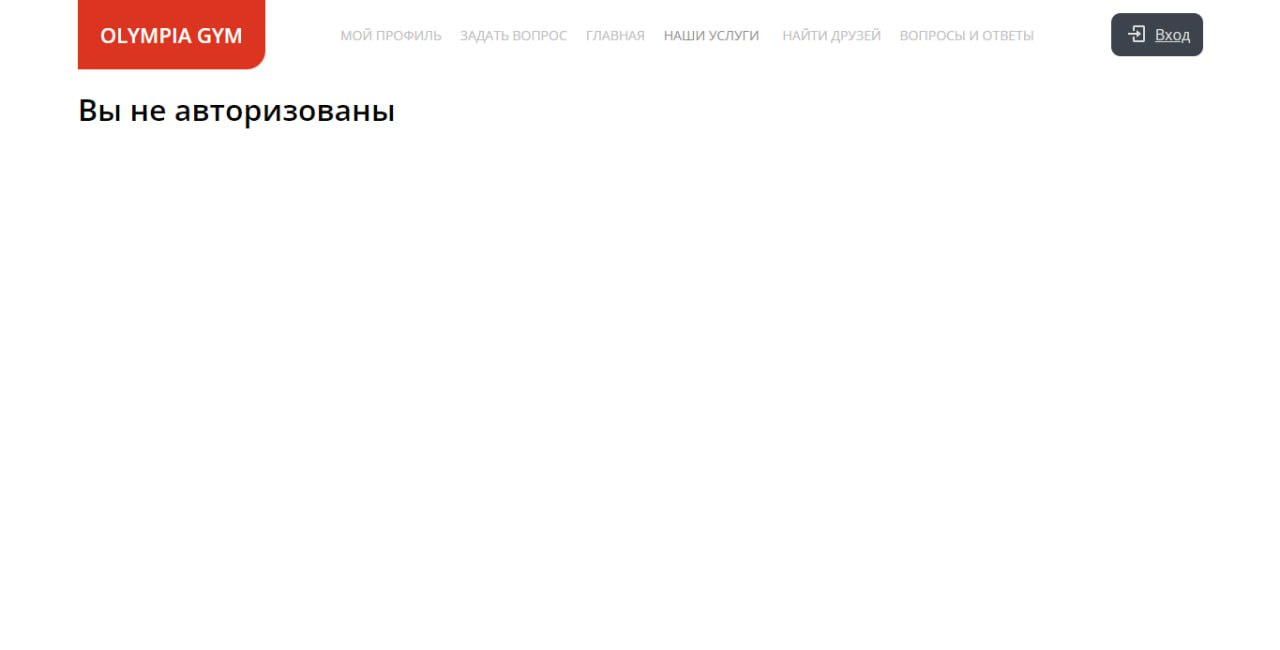 OLYMPIA GYM МОЙ ПРОФИЛЬ ЗАДАТЬ ВОПРОС ГЛАВНАЯ НАШИ УСЛУГИ НАЙТИ ДРУЗЕЙ ВОПРОСЫ И ОТВЕТЫ Вход
Вы не авторизованы